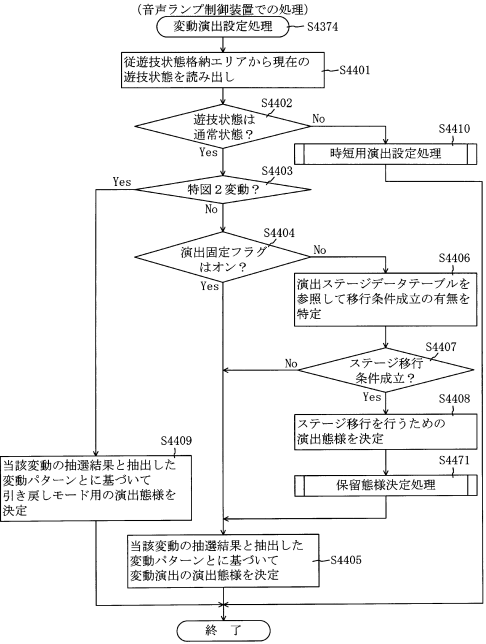 (音声ランプ制御装置での処理)
変動演出設定処理
S4374
従遊技状態格納エリアから現在の
遊技状態を読み出し
S4401
S4402
遊技状態は
通常状態？
No
Yes
S4410
時短用演出設定処理
S4403
特図２変動？
Yes
No
S4404
演出固定フラグ
はオン？
No
Yes
S4406
演出ステージデータテーブルを
参照して移行条件成立の有無を
特定
S4407
ステージ移行
条件成立？
No
Yes
S4408
ステージ移行を行うための
演出態様を決定
S4471
保留態様決定処理
S4409
当該変動の抽選結果と抽出した
変動パターンとに基づいて
引き戻しモード用の演出態様を
決定
当該変動の抽選結果と抽出した
変動パターンとに基づいて
変動演出の演出態様を決定
S4405
終　了